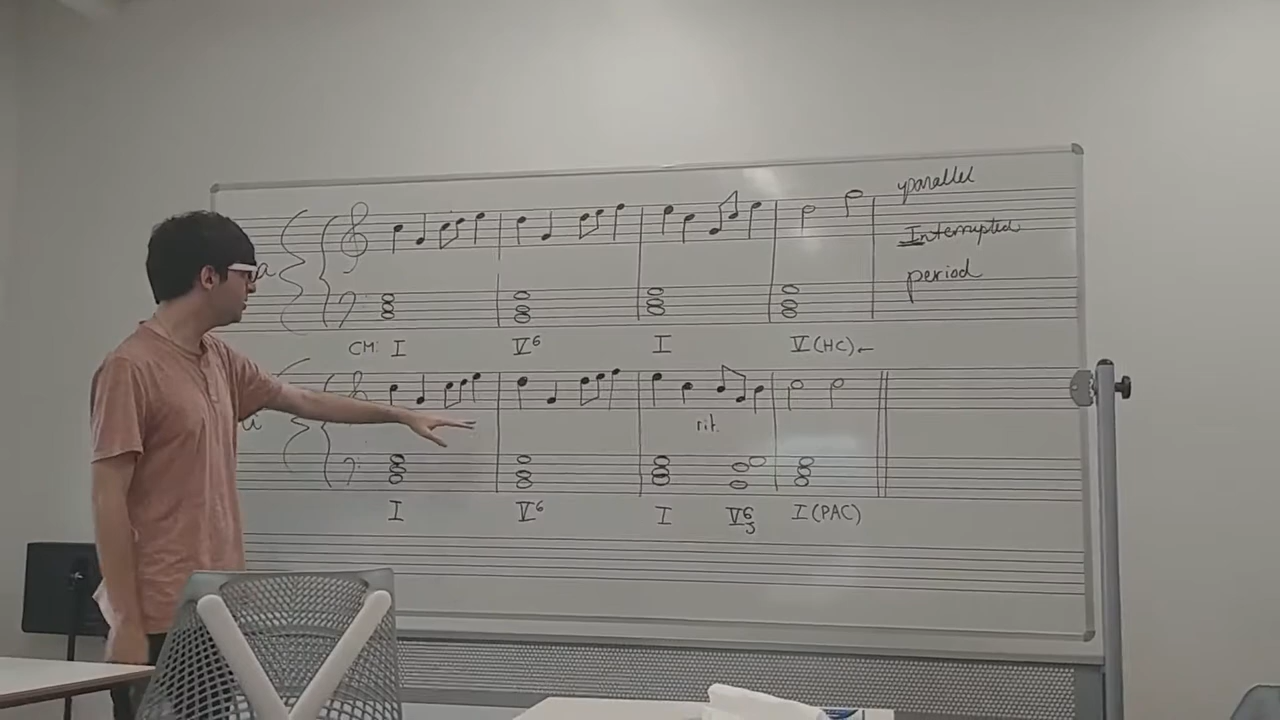 parallel
Interrupted
a
period
CM: I V6 I V(HC)←
rit.
I V6 I V6/5 I(PAC)